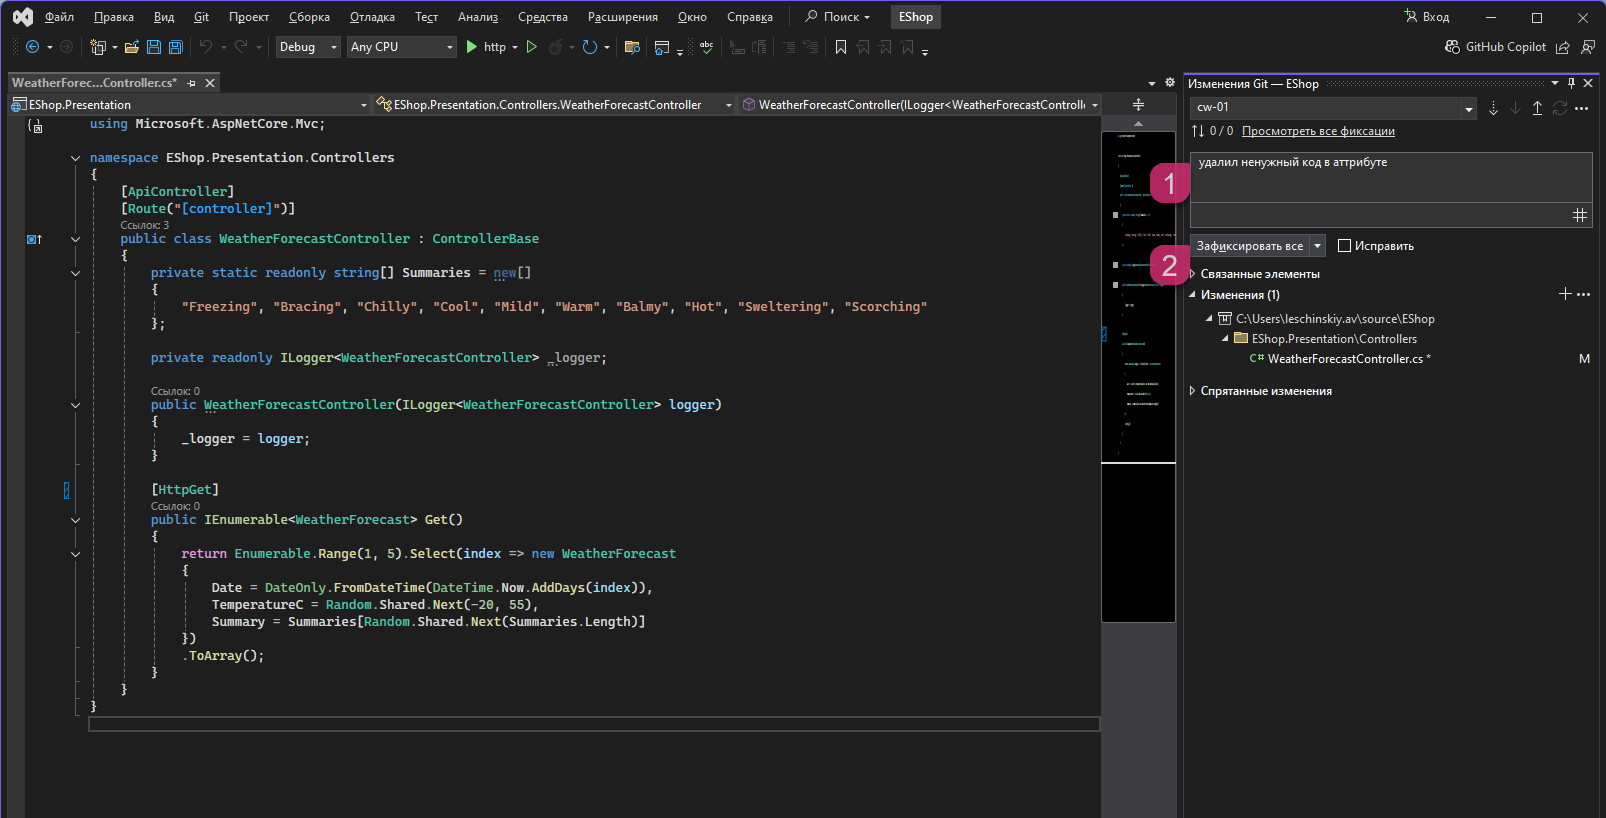 Файл Правка Вид Git Проект Сборка Отладка Тест Анализ Средства Расширения Окно Справка Поиск EShop Вход
Debug Any CPU http abc GitHub Copilot
WeatherForec...Controller.cs*
EShop.Presentation EShop.Presentation.Controllers.WeatherForecastController WeatherForecastController(ILogger<WeatherForecastControlle
using Microsoft.AspNetCore.Mvc;
namespace EShop.Presentation.Controllers
{
[ApiController]
[Route("[controller]")]
Ссылок: 3
public class WeatherForecastController : ControllerBase
{
private static readonly string[] Summaries = new[]
{
"Freezing", "Bracing", "Chilly", "Cool", "Mild", "Warm", "Balmy", "Hot", "Sweltering", "Scorching"
};
private readonly ILogger<WeatherForecastController> _logger;
Ссылок: 0
public WeatherForecastController(ILogger<WeatherForecastController> logger)
{
_logger = logger;
}
[HttpGet]
Ссылок: 0
public IEnumerable<WeatherForecast> Get()
{
return Enumerable.Range(1, 5).Select(index => new WeatherForecast
{
Date = DateOnly.FromDateTime(DateTime.Now.AddDays(index)),
TemperatureC = Random.Shared.Next(-20, 55),
Summary = Summaries[Random.Shared.Next(Summaries.Length)]
})
.ToArray();
}
}
}
Изменения Git — EShop
cw-01
0 / 0 Просмотреть все фиксации
1
удалил ненужный код в аттрибуте
Зафиксировать все Исправить
2
Связанные элементы
Изменения (1)
C:\Users\leschinskiy.av\source\EShop
EShop.Presentation\Controllers
C# WeatherForecastController.cs * M
Спрятанные изменения